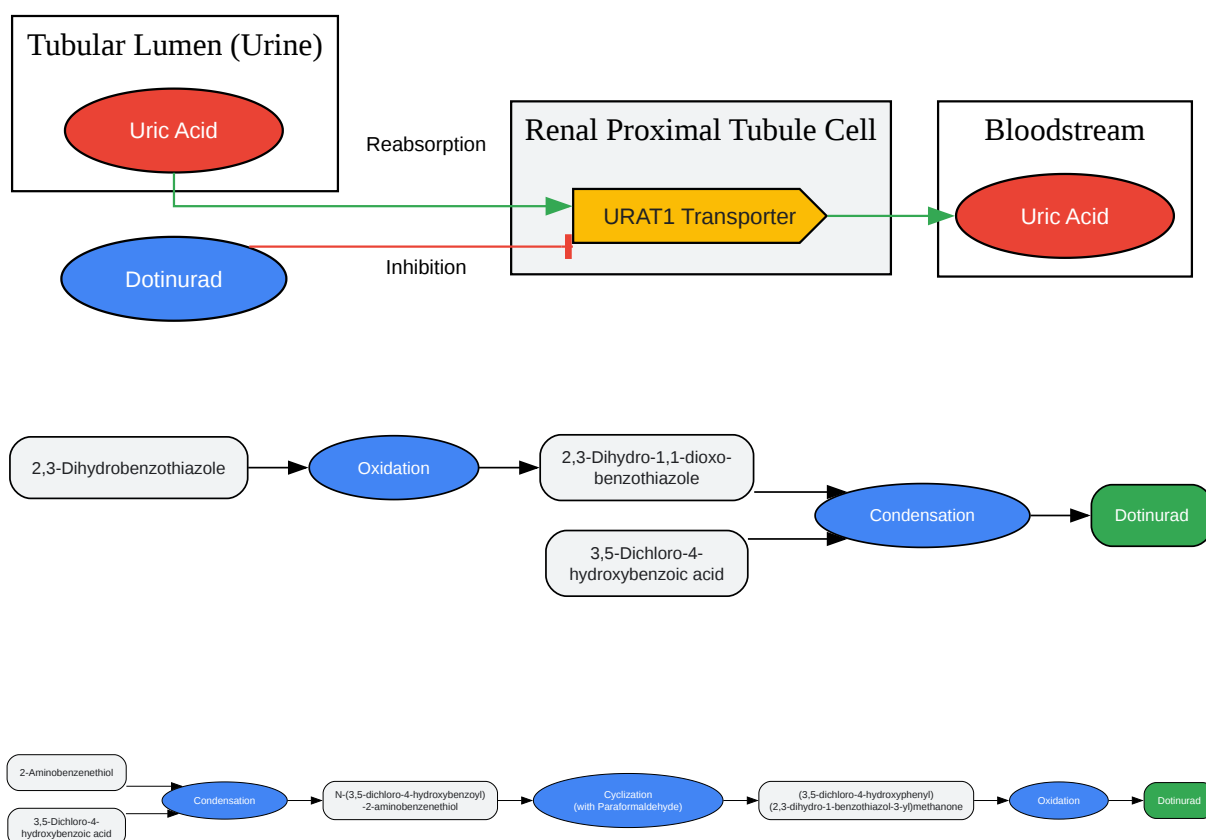 Tubular Lumen (Urine)
Uric Acid
Reabsorption
Renal Proximal Tubule Cell
URAT1 Transporter
Bloodstream
Uric Acid
Dotinurad
Inhibition
2,3-Dihydrobenzothiazole
Oxidation
2,3-Dihydro-1,1-dioxo-
benzothiazole
3,5-Dichloro-4-
hydroxybenzoic acid
Condensation
Dotinurad
2-Aminobenzenethiol
3,5-Dichloro-4-
hydroxybenzoic acid
Condensation
N-(3,5-dichloro-4-hydroxybenzoyl)
-2-aminobenzenethiol
Cyclization
(with Paraformaldehyde)
(3,5-dichloro-4-hydroxyphenyl)
(2,3-dihydro-1-benzothiazol-3-yl)methanone
Oxidation
Dotinurad